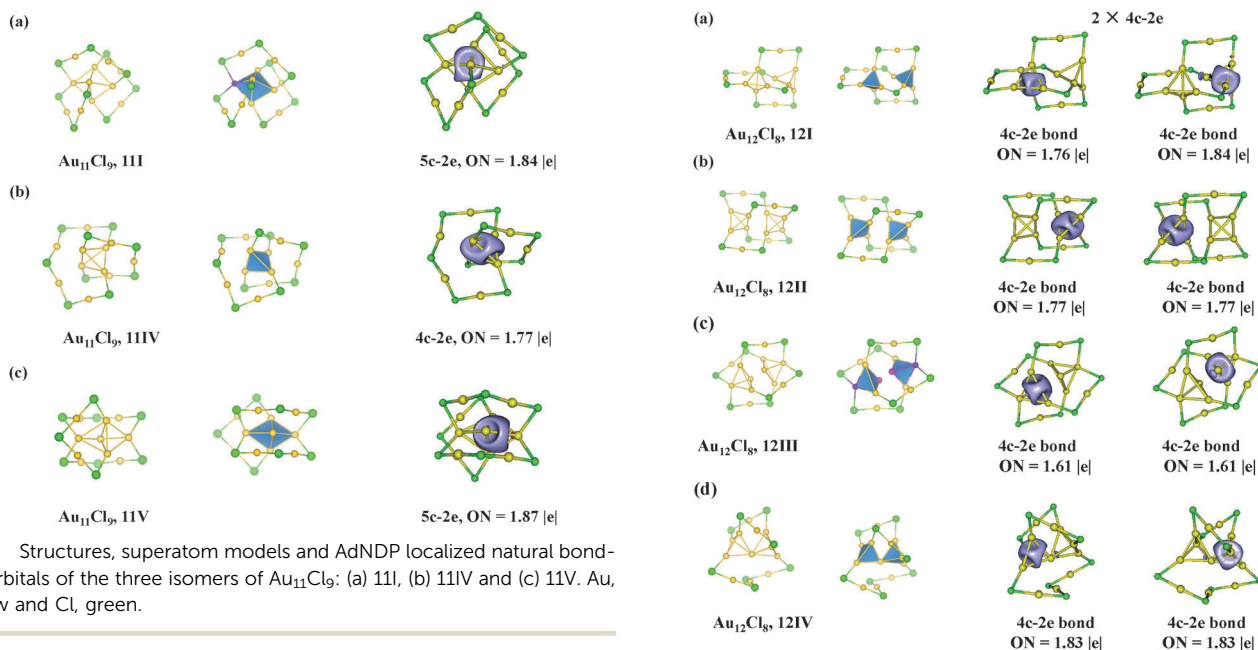 (a)
Au₁₁Cl₉, 11I
5c-2e, ON = 1.84 |e|
(b)
Au₁₁Cl₉, 11IV
4c-2e, ON = 1.77 |e|
(c)
Au₁₁Cl₉, 11V
5c-2e, ON = 1.87 |e|
Structures, superatom models and AdNDP localized natural bond-
rbitals of the three isomers of Au₁₁Cl₉: (a) 11I, (b) 11IV and (c) 11V. Au,
w and Cl, green.
(a)
2 × 4c-2e
Au₁₂Cl₈, 12I
4c-2e bond
ON = 1.76 |e|
4c-2e bond
ON = 1.84 |e|
(b)
Au₁₂Cl₈, 12II
4c-2e bond
ON = 1.77 |e|
4c-2e bond
ON = 1.77 |e|
(c)
Au₁₂Cl₈, 12III
4c-2e bond
ON = 1.61 |e|
4c-2e bond
ON = 1.61 |e|
(d)
Au₁₂Cl₈, 12IV
4c-2e bond
ON = 1.83 |e|
4c-2e bond
ON = 1.83 |e|